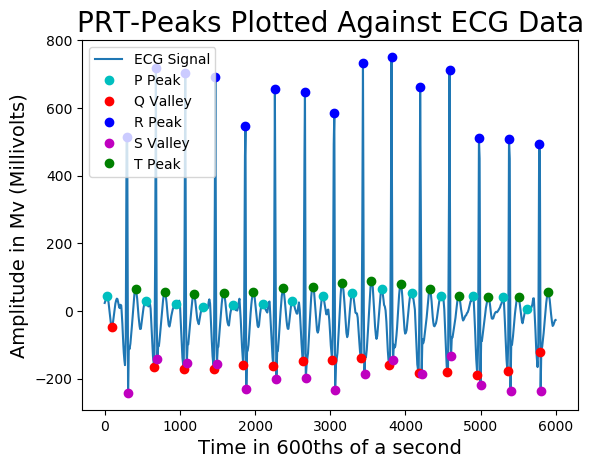 PRT-Peaks Plotted Against ECG Data
Amplitude in Mv (Millivolts)
800
600
400
200
0
−200
ECG Signal
P Peak
Q Valley
R Peak
S Valley
T Peak
0 1000 2000 3000 4000 5000 6000
Time in 600ths of a second